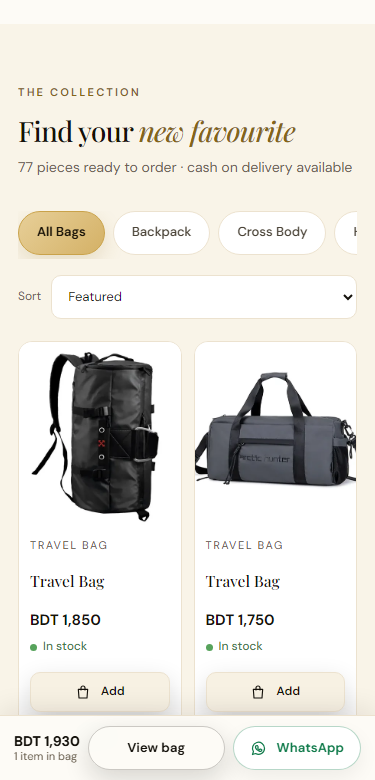 THE COLLECTION
Find your new favourite
77 pieces ready to order · cash on delivery available
All Bags
Backpack
Cross Body
Sort
Featured
TRAVEL BAG
Travel Bag
BDT 1,850
In stock
Add
TRAVEL BAG
Travel Bag
BDT 1,750
In stock
Add
BDT 1,930
1 item in bag
View bag
WhatsApp